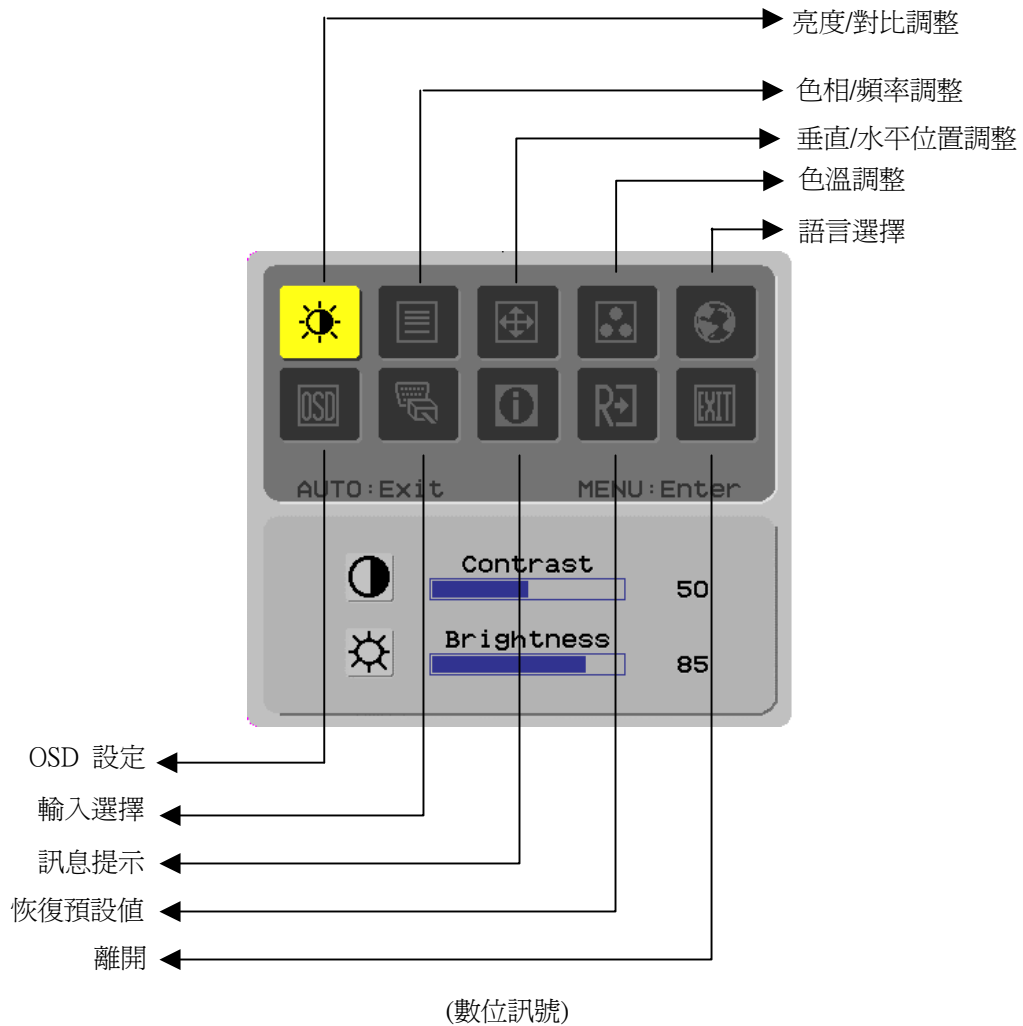 亮度/對比調整
色相/頻率調整
垂直/水平位置調整
色溫調整
語言選擇
OSD
R
EXIT
AUTO:Exit MENU:Enter
Contrast
50
Brightness
85
OSD 設定
輸入選擇
訊息提示
恢復預設值
離開
(數位訊號)